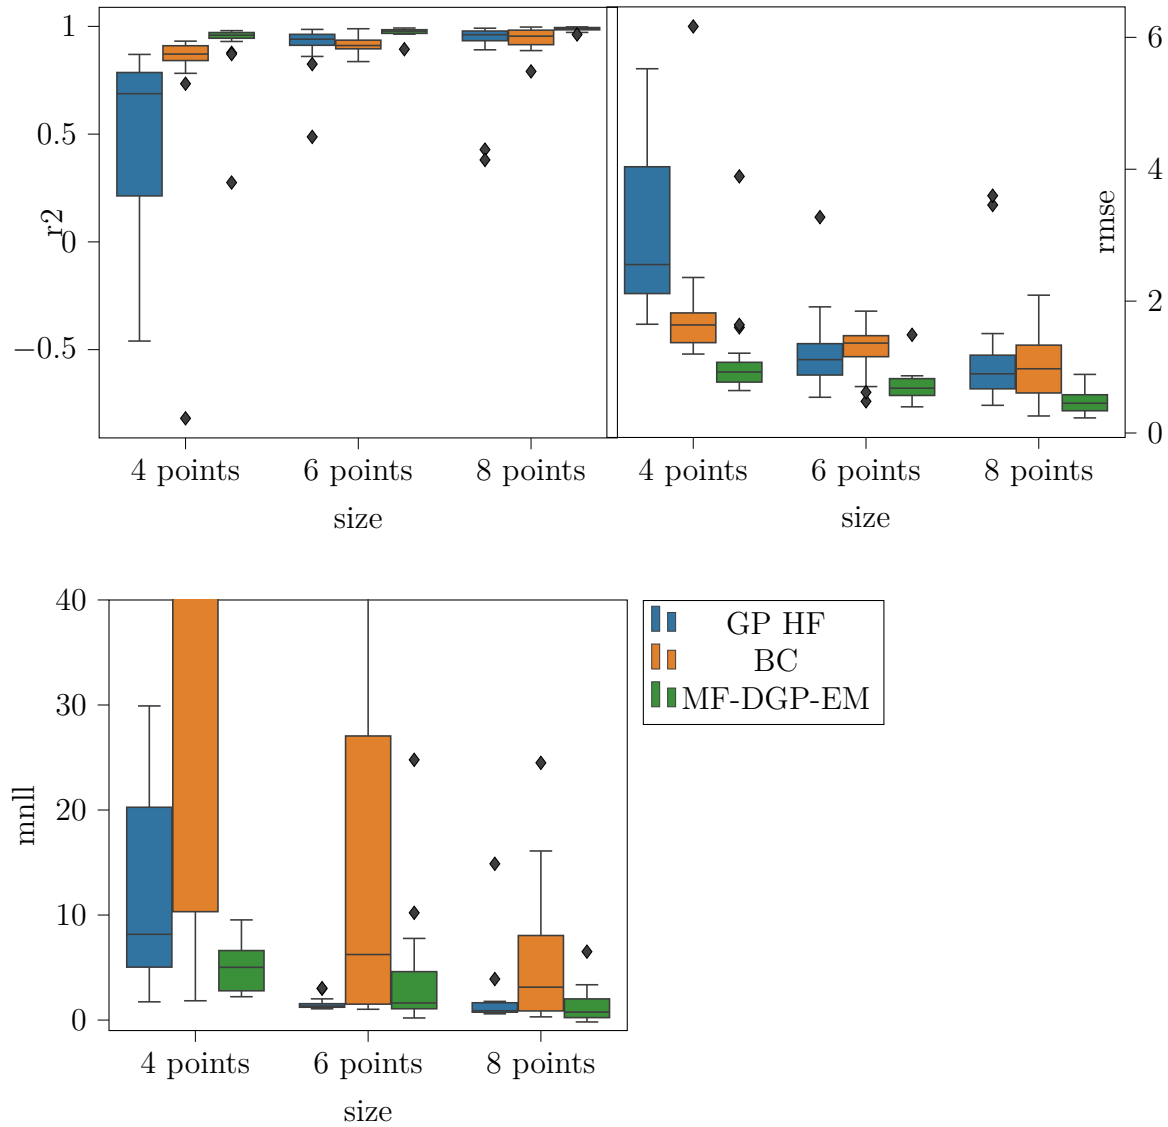 1
0.5
0
−0.5
r2
4 points 6 points 8 points
size
6
4
2
0
rmse
4 points 6 points 8 points
size
40
30
20
10
0
mnll
4 points 6 points 8 points
size
GP HF
BC
MF-DGP-EM